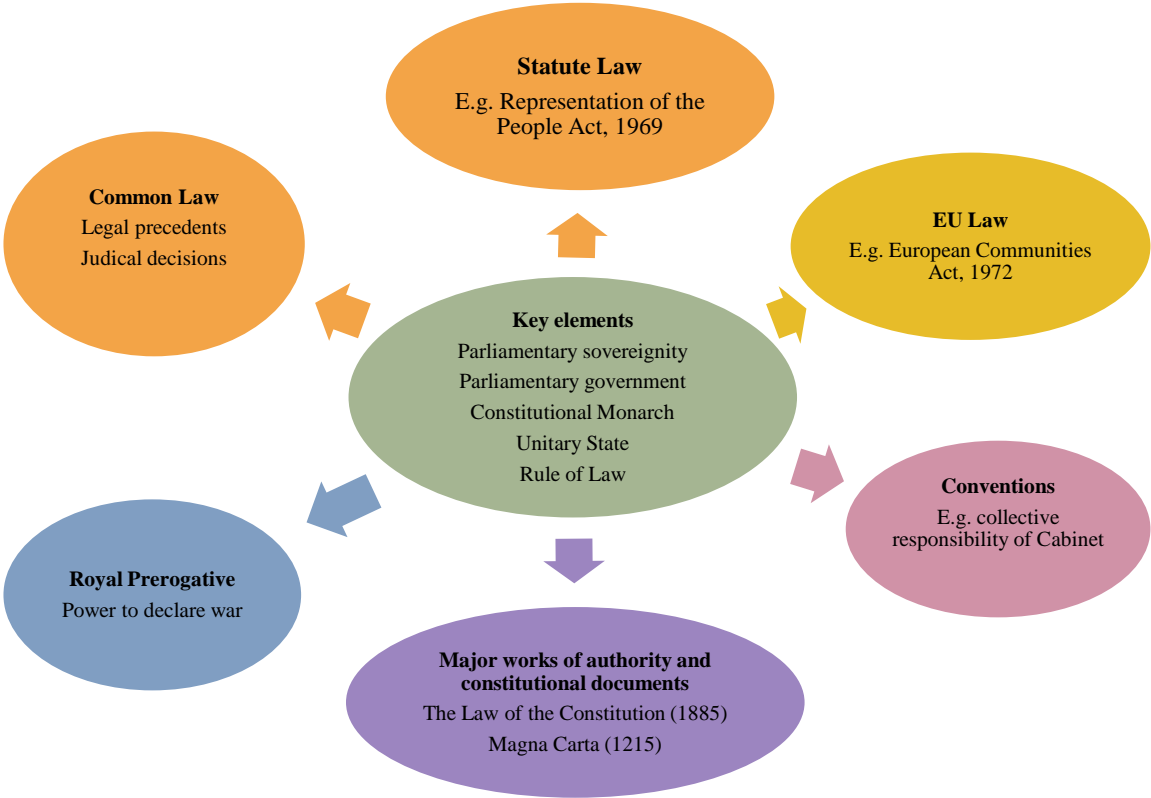 Statute Law
E.g. Representation of the
People Act, 1969
Common Law
Legal precedents
Judical decisions
EU Law
E.g. European Communities
Act, 1972
Key elements
Parliamentary sovereignity
Parliamentary government
Constitutional Monarch
Unitary State
Rule of Law
Conventions
E.g. collective
responsibility of Cabinet
Royal Prerogative
Power to declare war
Major works of authority and
constitutional documents
The Law of the Constitution (1885)
Magna Carta (1215)